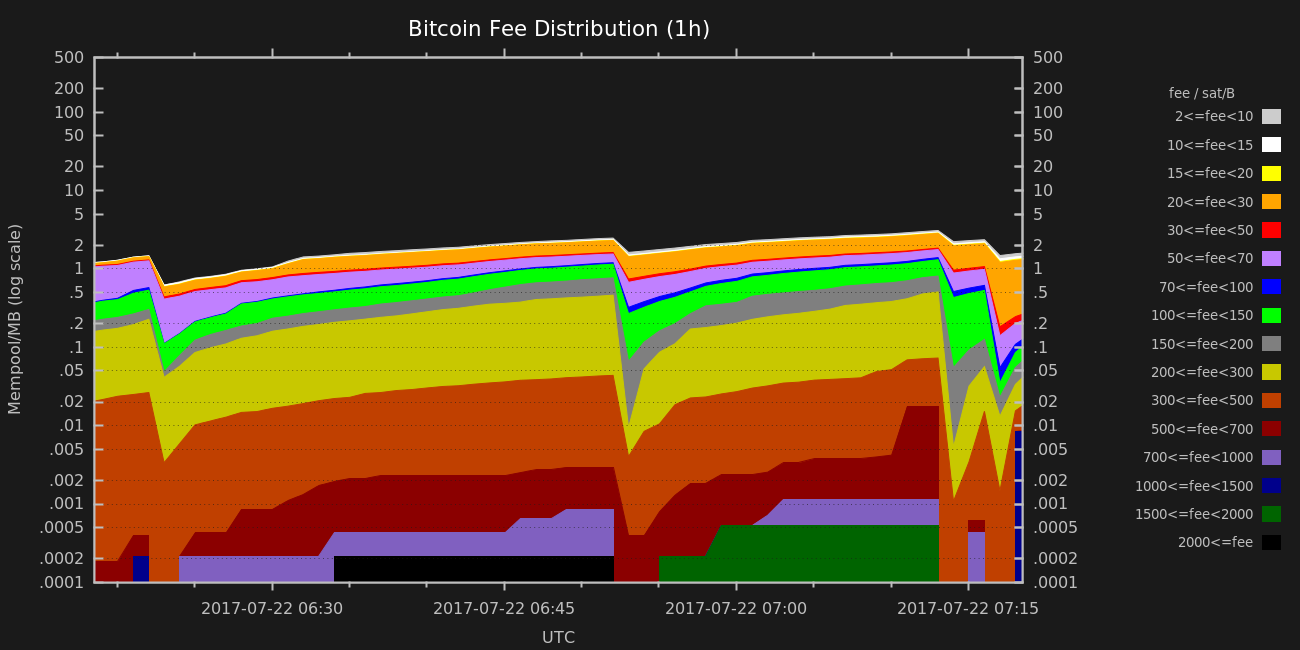 Bitcoin Fee Distribution (1h)
Mempool/MB (log scale)
500
200
100
50
20
10
5
2
1
.5
.2
.1
.05
.02
.01
.005
.002
.001
.0005
.0002
.0001
500
200
100
50
20
10
5
2
1
.5
.2
.1
.05
.02
.01
.005
.002
.001
.0005
.0002
.0001
2017-07-22 06:30 2017-07-22 06:45 2017-07-22 07:00 2017-07-22 07:15
UTC
fee / sat/B
2<=fee<10
10<=fee<15
15<=fee<20
20<=fee<30
30<=fee<50
50<=fee<70
70<=fee<100
100<=fee<150
150<=fee<200
200<=fee<300
300<=fee<500
500<=fee<700
700<=fee<1000
1000<=fee<1500
1500<=fee<2000
2000<=fee